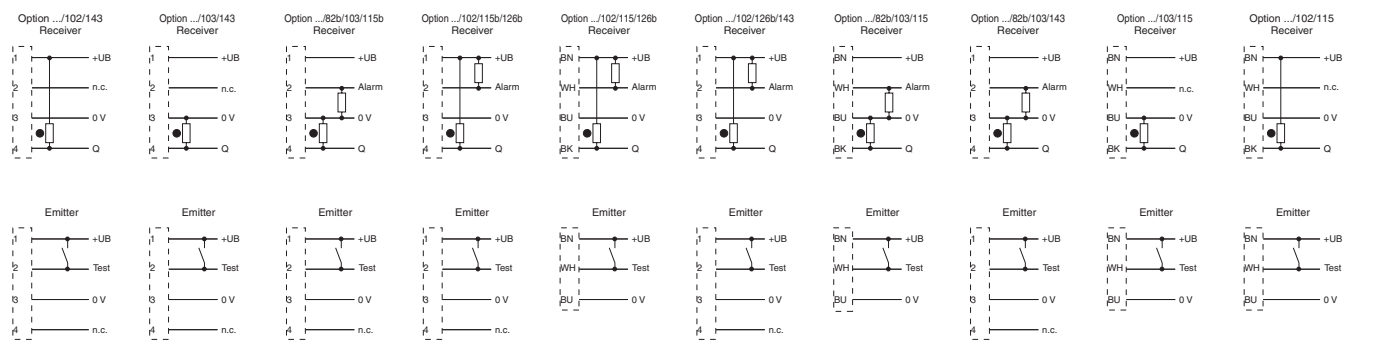 Option .../102/143
Receiver
1 +UB
2 n.c.
3 0 V
4 Q
Option .../103/143
Receiver
1 +UB
2 n.c.
3 0 V
4 Q
Option .../82b/103/115b
Receiver
1 +UB
2 Alarm
3 0 V
4 Q
Option .../102/115b/126b
Receiver
1 +UB
2 Alarm
3 0 V
4 Q
Option .../102/115/126b
Receiver
BN +UB
WH Alarm
BU 0 V
BK Q
Option .../102/126b/143
Receiver
1 +UB
2 Alarm
3 0 V
4 Q
Option .../82b/103/115
Receiver
BN +UB
WH Alarm
BU 0 V
BK Q
Option .../82b/103/143
Receiver
1 +UB
2 Alarm
3 0 V
4 Q
Option .../103/115
Receiver
BN +UB
WH n.c.
BU 0 V
BK Q
Option .../102/115
Receiver
BN +UB
WH n.c.
BU 0 V
BK Q
Emitter
1 +UB
2 Test
3 0 V
4 n.c.
Emitter
1 +UB
2 Test
3 0 V
4 n.c.
Emitter
1 +UB
2 Test
3 0 V
4 n.c.
Emitter
1 +UB
2 Test
3 0 V
4 n.c.
Emitter
BN +UB
WH Test
BU 0 V
Emitter
1 +UB
2 Test
3 0 V
4 n.c.
Emitter
BN +UB
WH Test
BU 0 V
Emitter
1 +UB
2 Test
3 0 V
4 n.c.
Emitter
BN +UB
WH Test
BU 0 V
Emitter
BN +UB
WH Test
BU 0 V